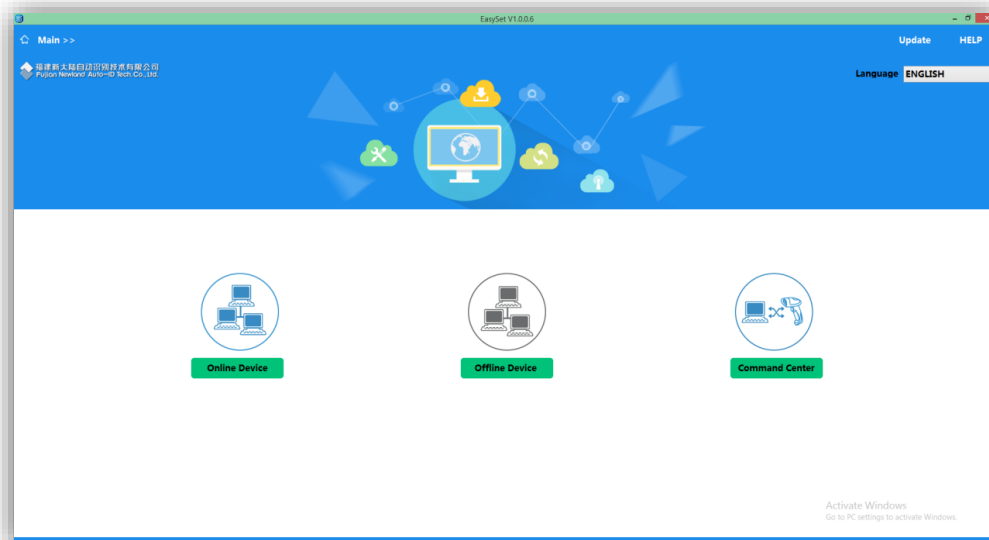 EasySet V1.0.0.6
Main >>
Update
HELP
福建新大陆自动识别技术有限公司
Fujian Newland Auto-ID Tech.Co.,Ltd.
Language
ENGLISH
Online Device
Offline Device
Command Center
Activate Windows
Go to PC settings to activate Windows.